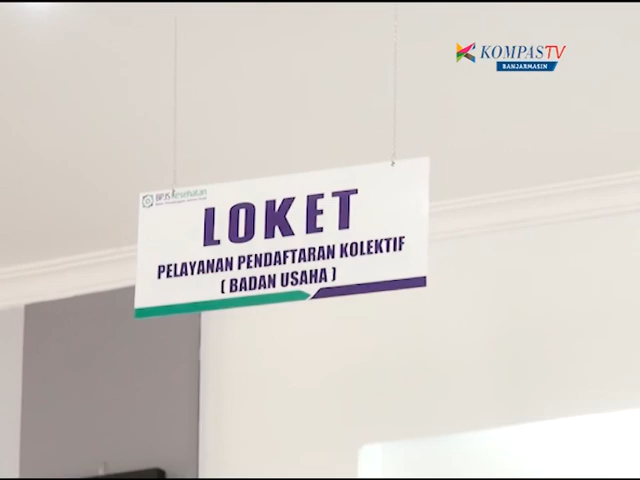 KOMPASTV
BANJARMASIN
BPJS Kesehatan
LOKET
PELAYANAN PENDAFTARAN KOLEKTIF
( BADAN USAHA )